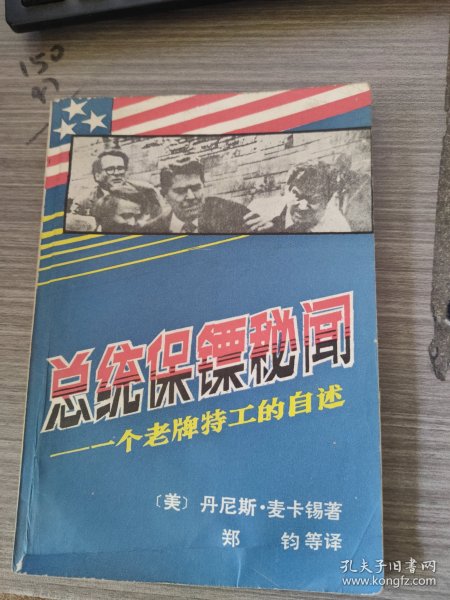 150
总统保镖秘闻
——一个老牌特工的自述
〔美〕丹尼斯·麦卡锡著
郑 钧等译
孔夫子旧书网
www.kongfz.com